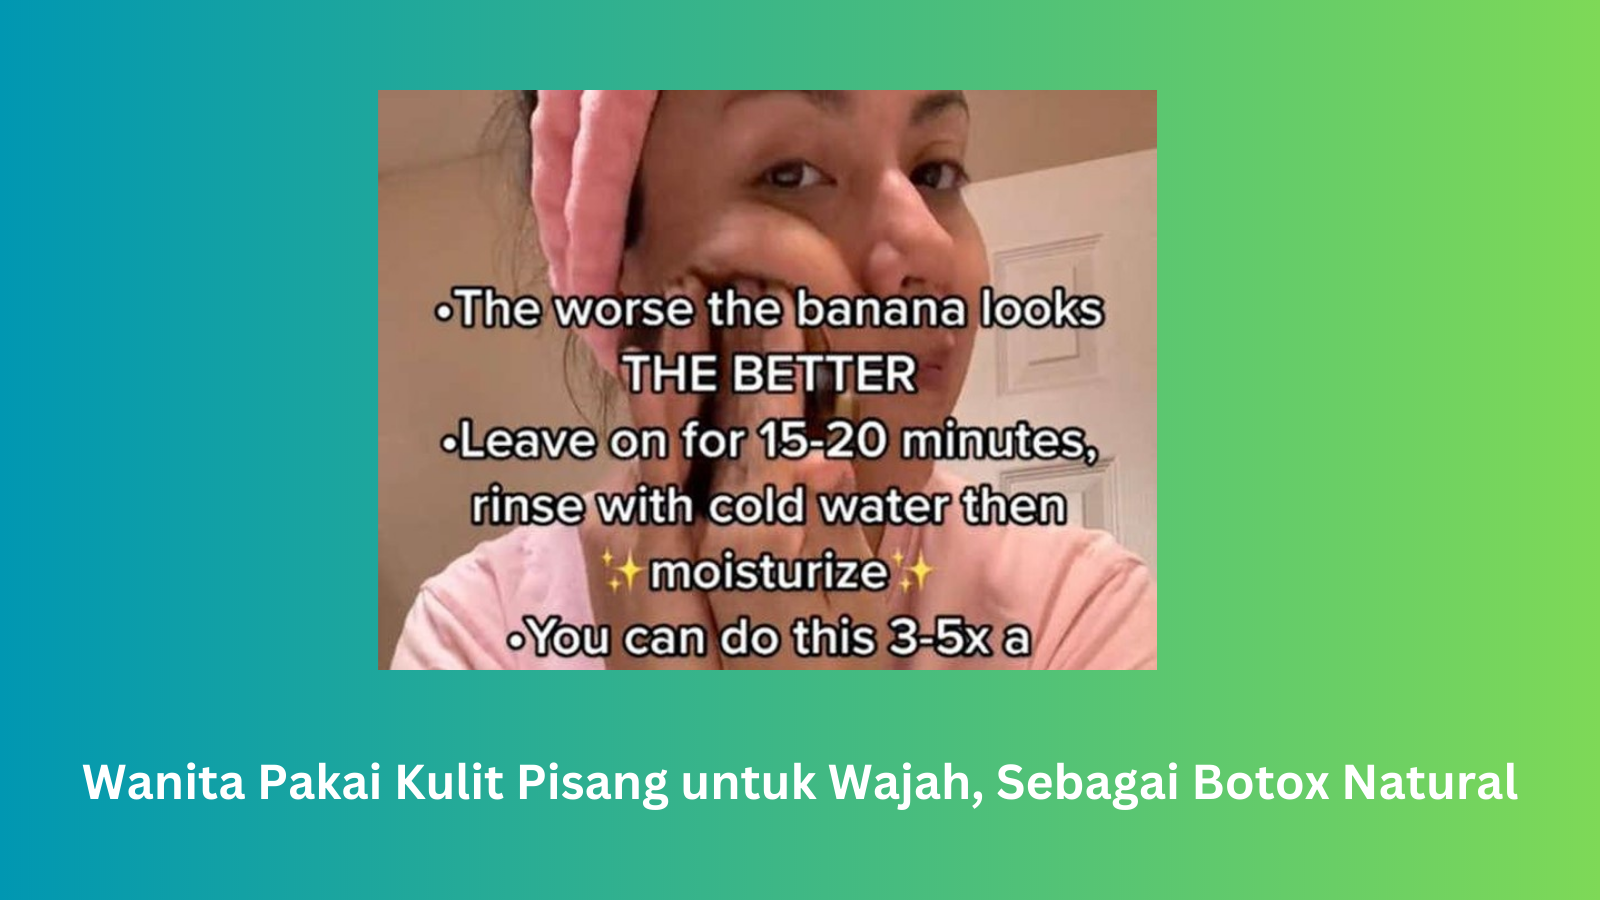 •The worse the banana looks
THE BETTER
•Leave on for 15-20 minutes,
rinse with cold water then
✨moisturize✨
•You can do this 3-5x a
Wanita Pakai Kulit Pisang untuk Wajah, Sebagai Botox Natural